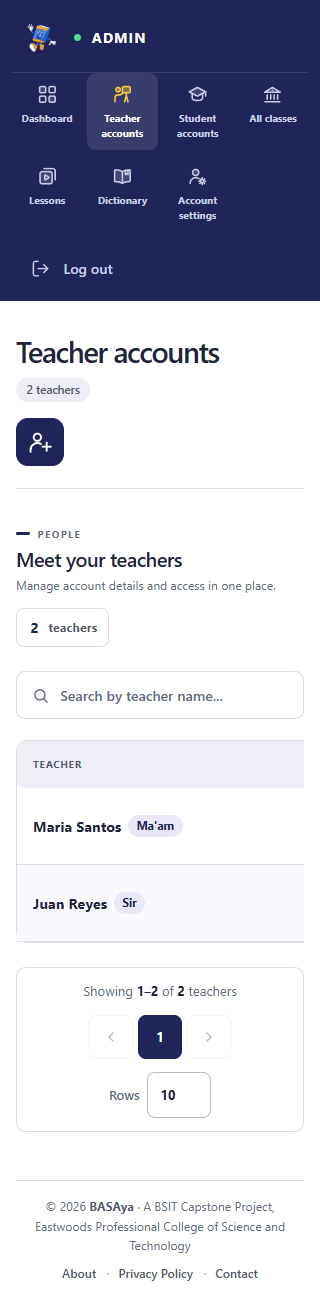 ADMIN
Dashboard
Teacher
accounts
Student
accounts
All classes
Lessons
Dictionary
Account
settings
Log out
Teacher accounts
2 teachers
PEOPLE
Meet your teachers
Manage account details and access in one place.
2 teachers
Search by teacher name...
TEACHER
Maria Santos Ma'am
Juan Reyes Sir
Showing 1–2 of 2 teachers
1
Rows 10
© 2026 BASAya · A BSIT Capstone Project,
Eastwoods Professional College of Science and
Technology
About · Privacy Policy · Contact